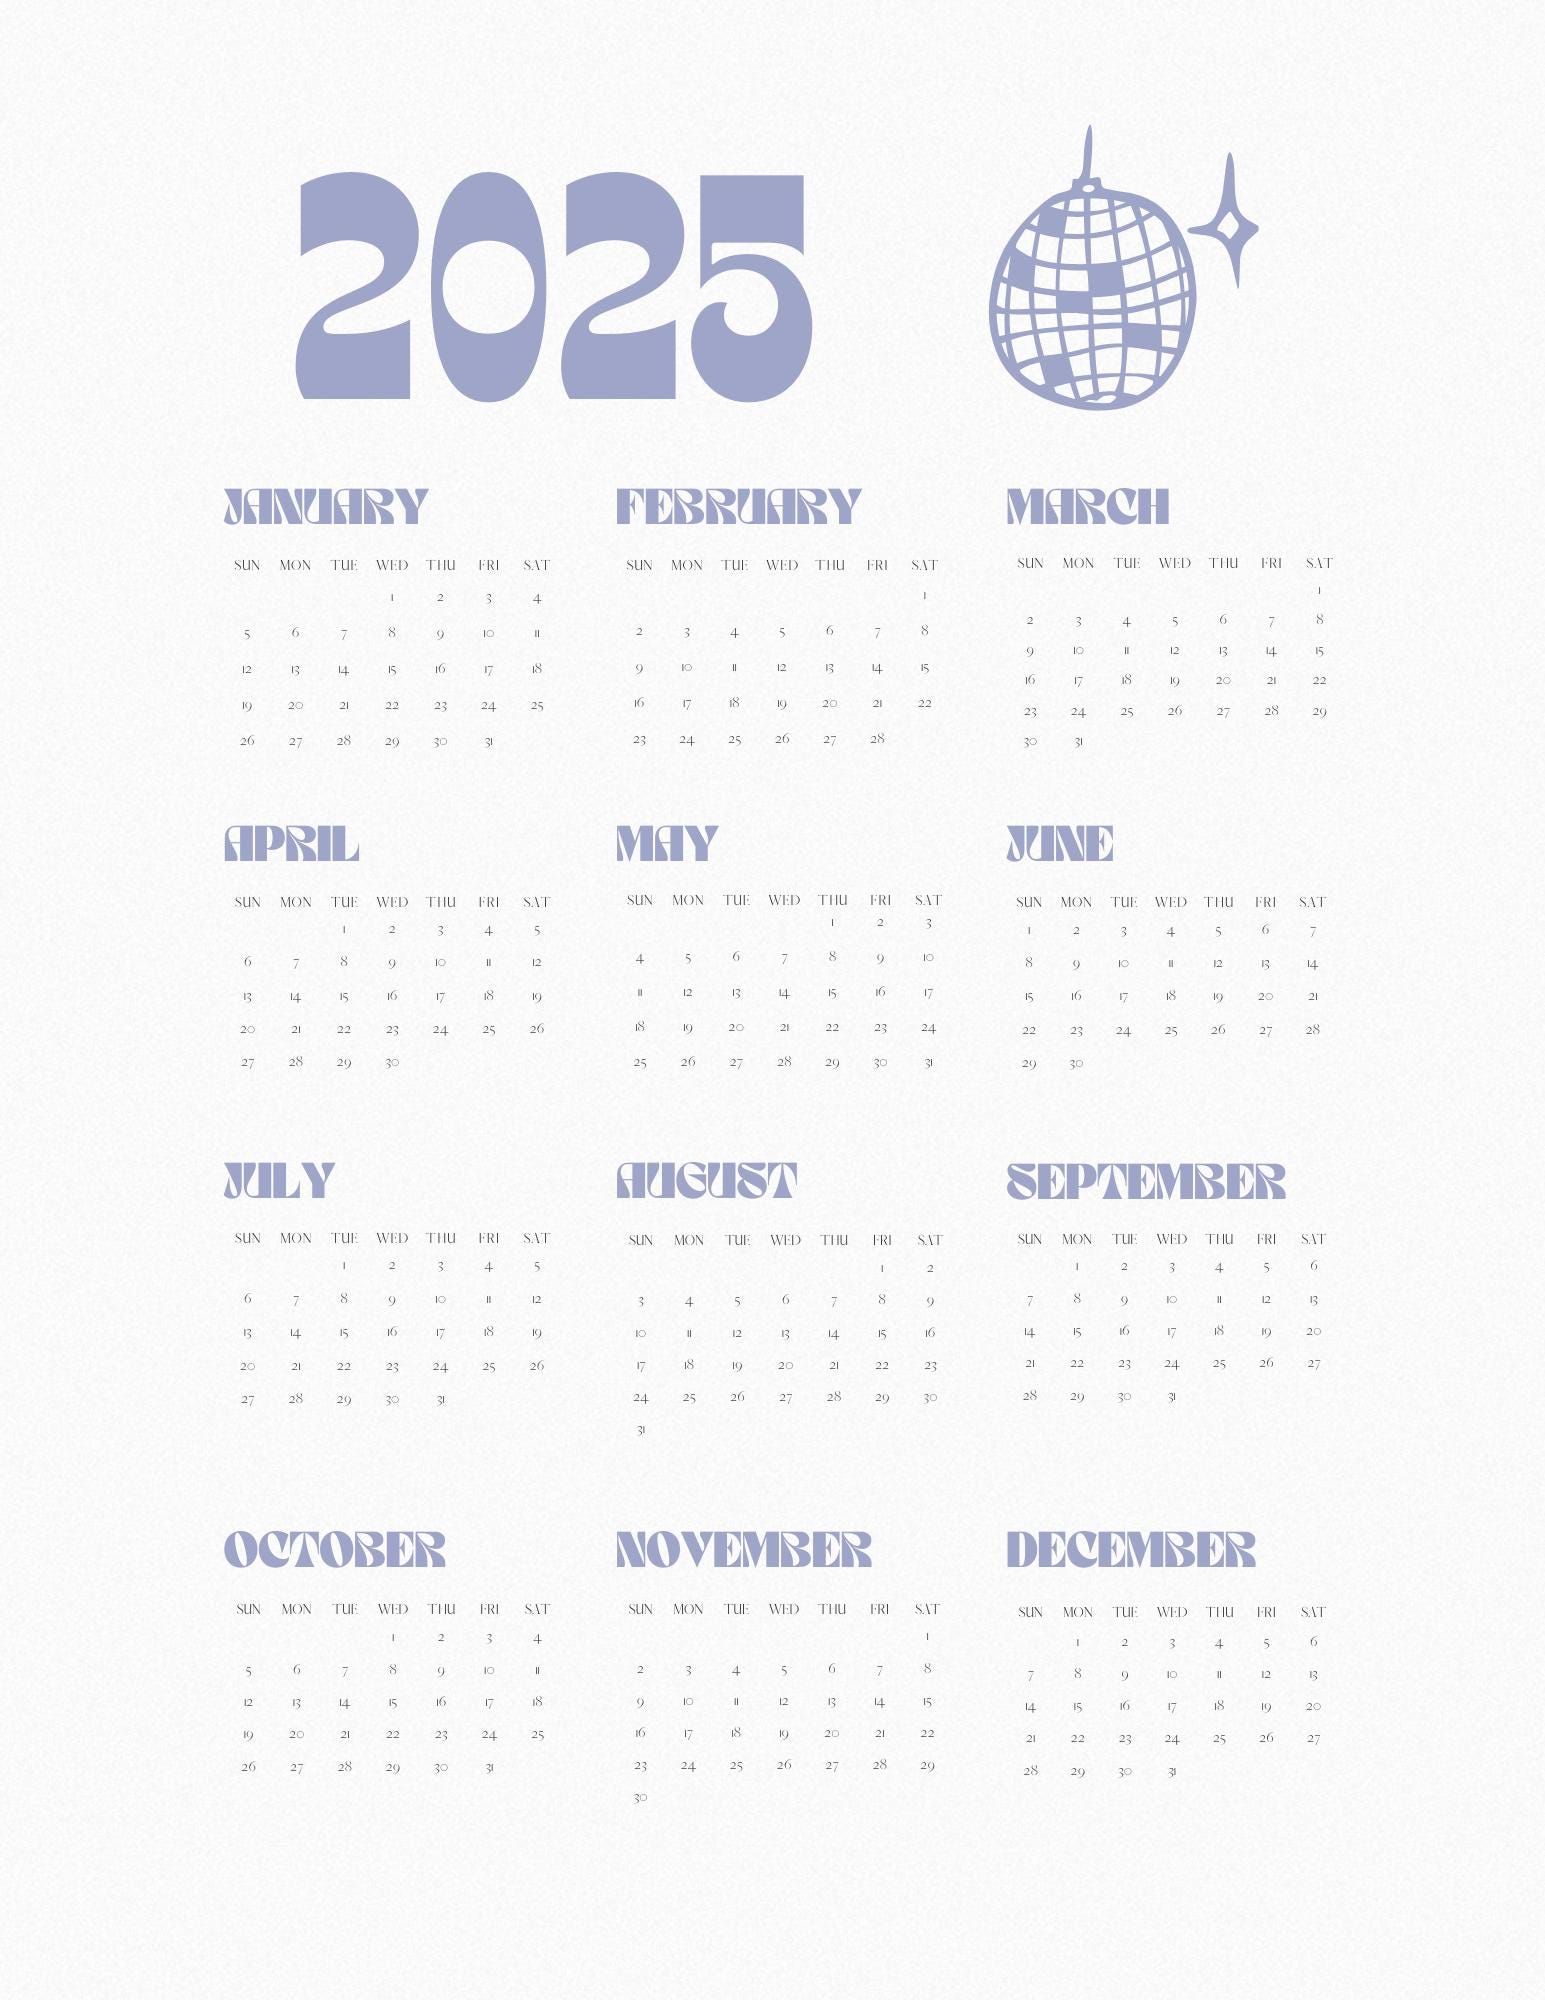 2025
JANUARY
SUN MON TUE WED THU FRI SAT
1 2 3 4
5 6 7 8 9 10 11
12 13 14 15 16 17 18
19 20 21 22 23 24 25
26 27 28 29 30 31
FEBRUARY
SUN MON TUE WED THU FRI SAT
1
2 3 4 5 6 7 8
9 10 11 12 13 14 15
16 17 18 19 20 21 22
23 24 25 26 27 28
MARCH
SUN MON TUE WED THU FRI SAT
1
2 3 4 5 6 7 8
9 10 11 12 13 14 15
16 17 18 19 20 21 22
23 24 25 26 27 28 29
30 31
APRIL
SUN MON TUE WED THU FRI SAT
1 2 3 4 5
6 7 8 9 10 11 12
13 14 15 16 17 18 19
20 21 22 23 24 25 26
27 28 29 30
MAY
SUN MON TUE WED THU FRI SAT
1 2 3
4 5 6 7 8 9 10
11 12 13 14 15 16 17
18 19 20 21 22 23 24
25 26 27 28 29 30 31
JUNE
SUN MON TUE WED THU FRI SAT
1 2 3 4 5 6 7
8 9 10 11 12 13 14
15 16 17 18 19 20 21
22 23 24 25 26 27 28
29 30
JULY
SUN MON TUE WED THU FRI SAT
1 2 3 4 5
6 7 8 9 10 11 12
13 14 15 16 17 18 19
20 21 22 23 24 25 26
27 28 29 30 31
AUGUST
SUN MON TUE WED THU FRI SAT
1 2
3 4 5 6 7 8 9
10 11 12 13 14 15 16
17 18 19 20 21 22 23
24 25 26 27 28 29 30
31
SEPTEMBER
SUN MON TUE WED THU FRI SAT
1 2 3 4 5 6
7 8 9 10 11 12 13
14 15 16 17 18 19 20
21 22 23 24 25 26 27
28 29 30 31
OCTOBER
SUN MON TUE WED THU FRI SAT
1 2 3 4
5 6 7 8 9 10 11
12 13 14 15 16 17 18
19 20 21 22 23 24 25
26 27 28 29 30 31
NOVEMBER
SUN MON TUE WED THU FRI SAT
1
2 3 4 5 6 7 8
9 10 11 12 13 14 15
16 17 18 19 20 21 22
23 24 25 26 27 28 29
30
DECEMBER
SUN MON TUE WED THU FRI SAT
1 2 3 4 5 6
7 8 9 10 11 12 13
14 15 16 17 18 19 20
21 22 23 24 25 26 27
28 29 30 31